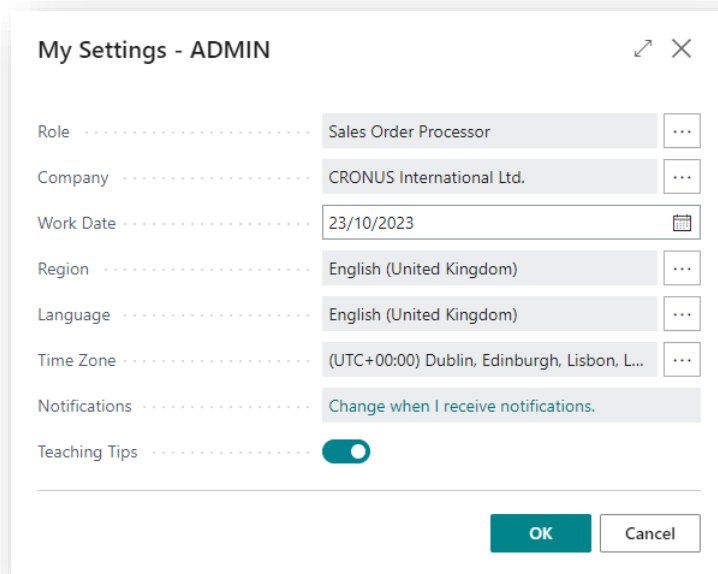 My Settings - ADMIN
Role Sales Order Processor ...
Company CRONUS International Ltd. ...
Work Date 23/10/2023
Region English (United Kingdom) ...
Language English (United Kingdom) ...
Time Zone (UTC+00:00) Dublin, Edinburgh, Lisbon, L... ...
Notifications Change when I receive notifications.
Teaching Tips
OK Cancel